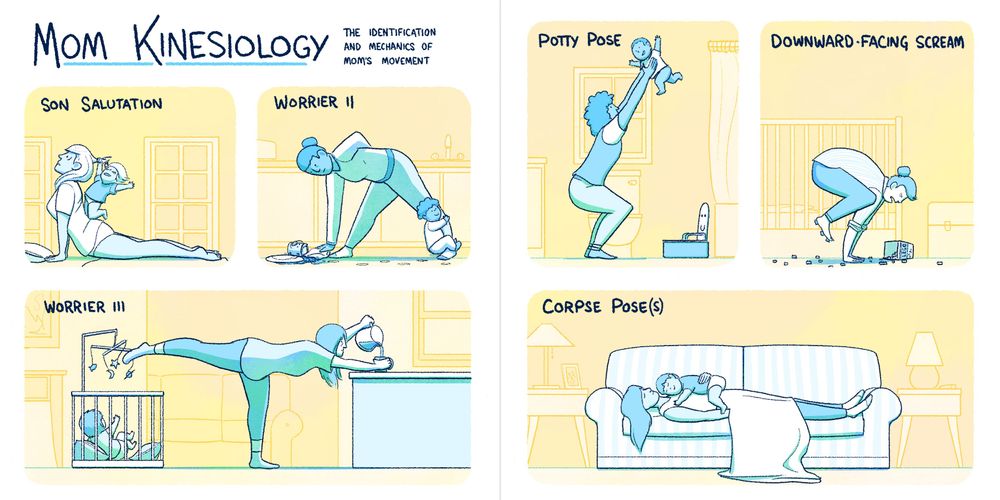 MOM KINESIOLOGY
THE IDENTIFICATION
AND MECHANICS OF
MOM'S MOVEMENT
SON SALUTATION
WORRIER II
WORRIER III
POTTY POSE
DOWNWARD-FACING SCREAM
CORPSE POSE(S)